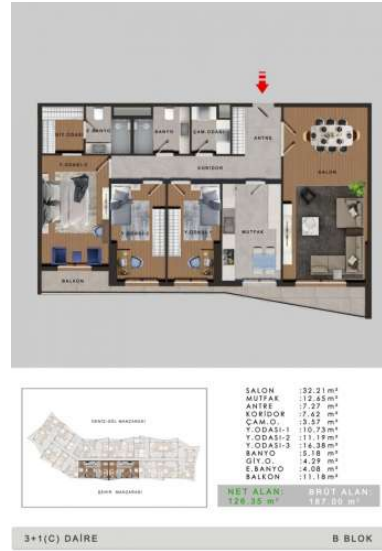 GİY.ODASI
E.BANYO
BANYO
ÇAM.ODASI
ANTRE
KORİDOR
SALON
Y.ODASI-3
Y.ODASI-2
Y.ODASI-1
MUTFAK
BALKON
DENİZ-GÖL MANZARASI
ŞEHİR MANZARASI
SALON :32.21 m²
MUTFAK :12.65 m²
ANTRE :7.27 m²
KORİDOR :7.62 m²
ÇAM.O. :3.57 m²
Y.ODASI-1 :10.73 m²
Y.ODASI-2 :11.19 m²
Y.ODASI-3 :16.38 m²
BANYO :5.18 m²
GİY.O. :4.29 m²
E.BANYO :4.08 m²
BALKON :11.18 m²
NET ALAN: BRÜT ALAN:
126.35 m² 187.00 m²
3+1(C) DAİRE B BLOK